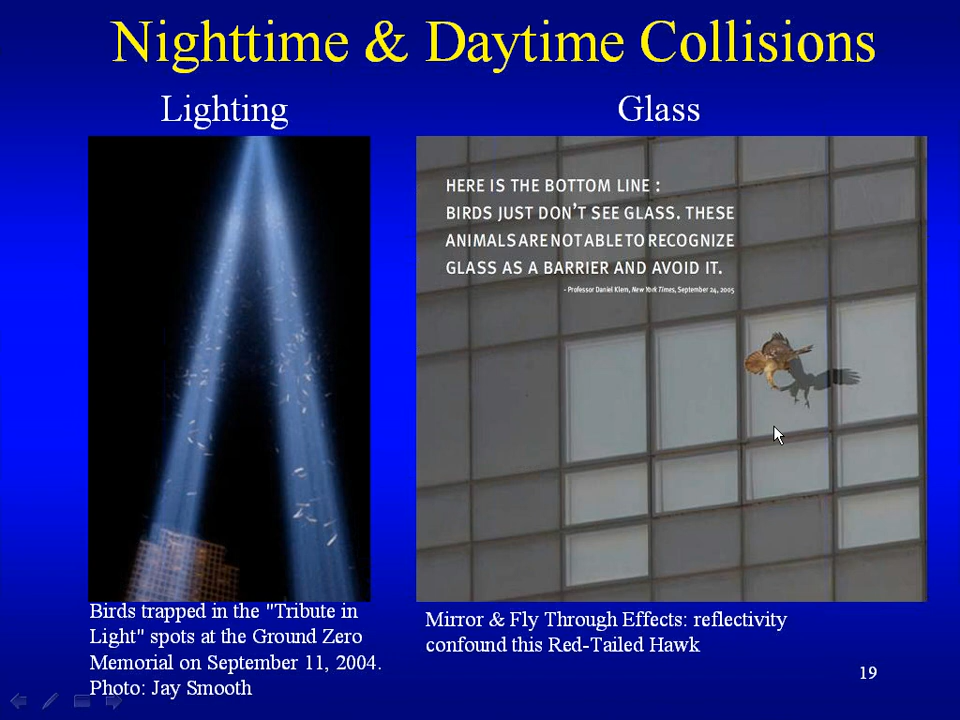 Nighttime & Daytime Collisions
Lighting
Glass
HERE IS THE BOTTOM LINE :
BIRDS JUST DON'T SEE GLASS. THESE
ANIMALS ARE NOT ABLE TO RECOGNIZE
GLASS AS A BARRIER AND AVOID IT.
- Professor Daniel Klem, New York Times, September 24, 2005
Birds trapped in the "Tribute in
Light" spots at the Ground Zero
Memorial on September 11, 2004.
Photo: Jay Smooth
Mirror & Fly Through Effects: reflectivity
confound this Red-Tailed Hawk
19